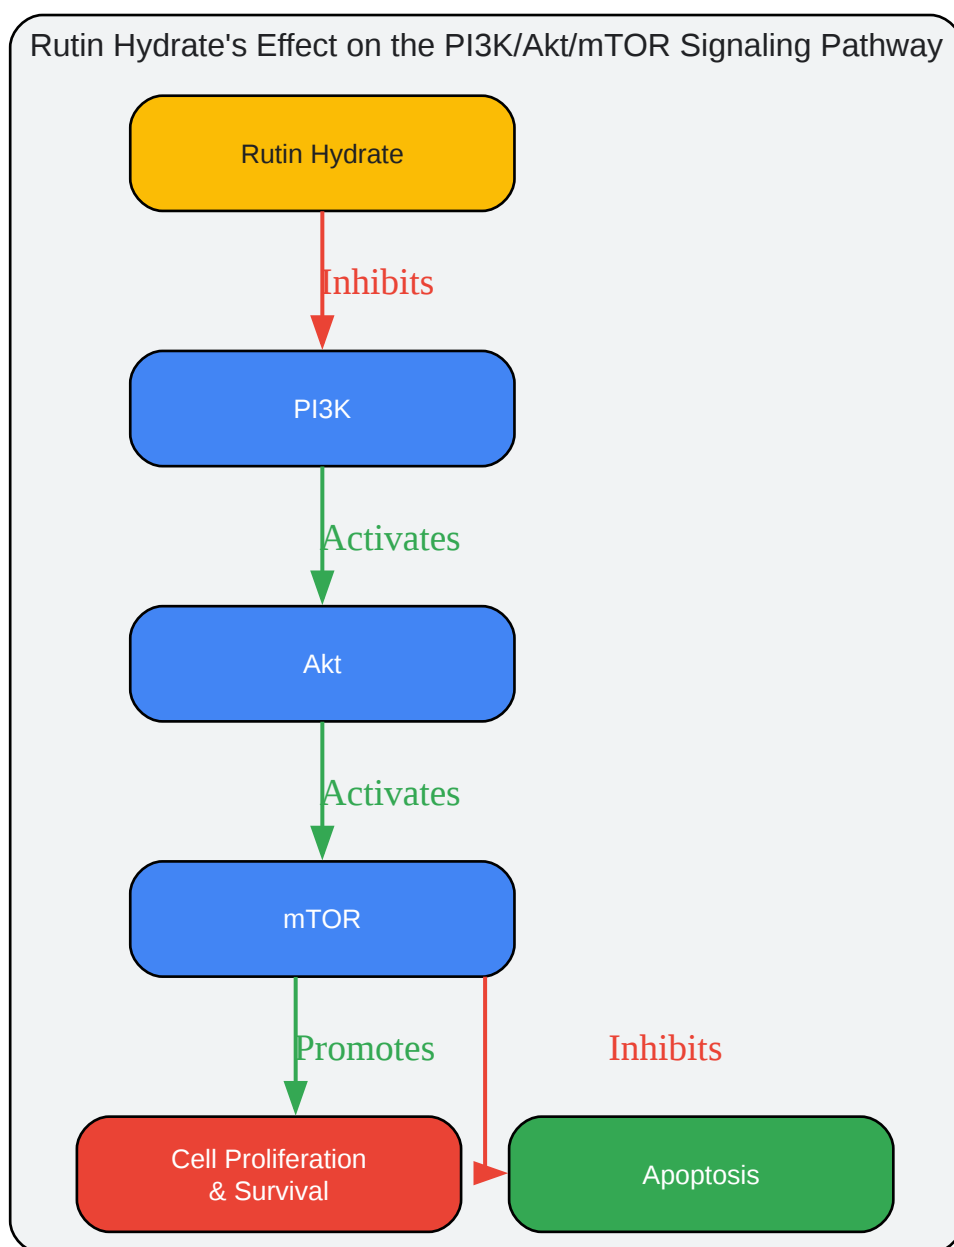 Rutin Hydrate's Effect on the PI3K/Akt/mTOR Signaling Pathway
Rutin Hydrate
Inhibits
PI3K
Activates
Akt
Activates
mTOR
Promotes
Inhibits
Cell Proliferation
& Survival
Apoptosis